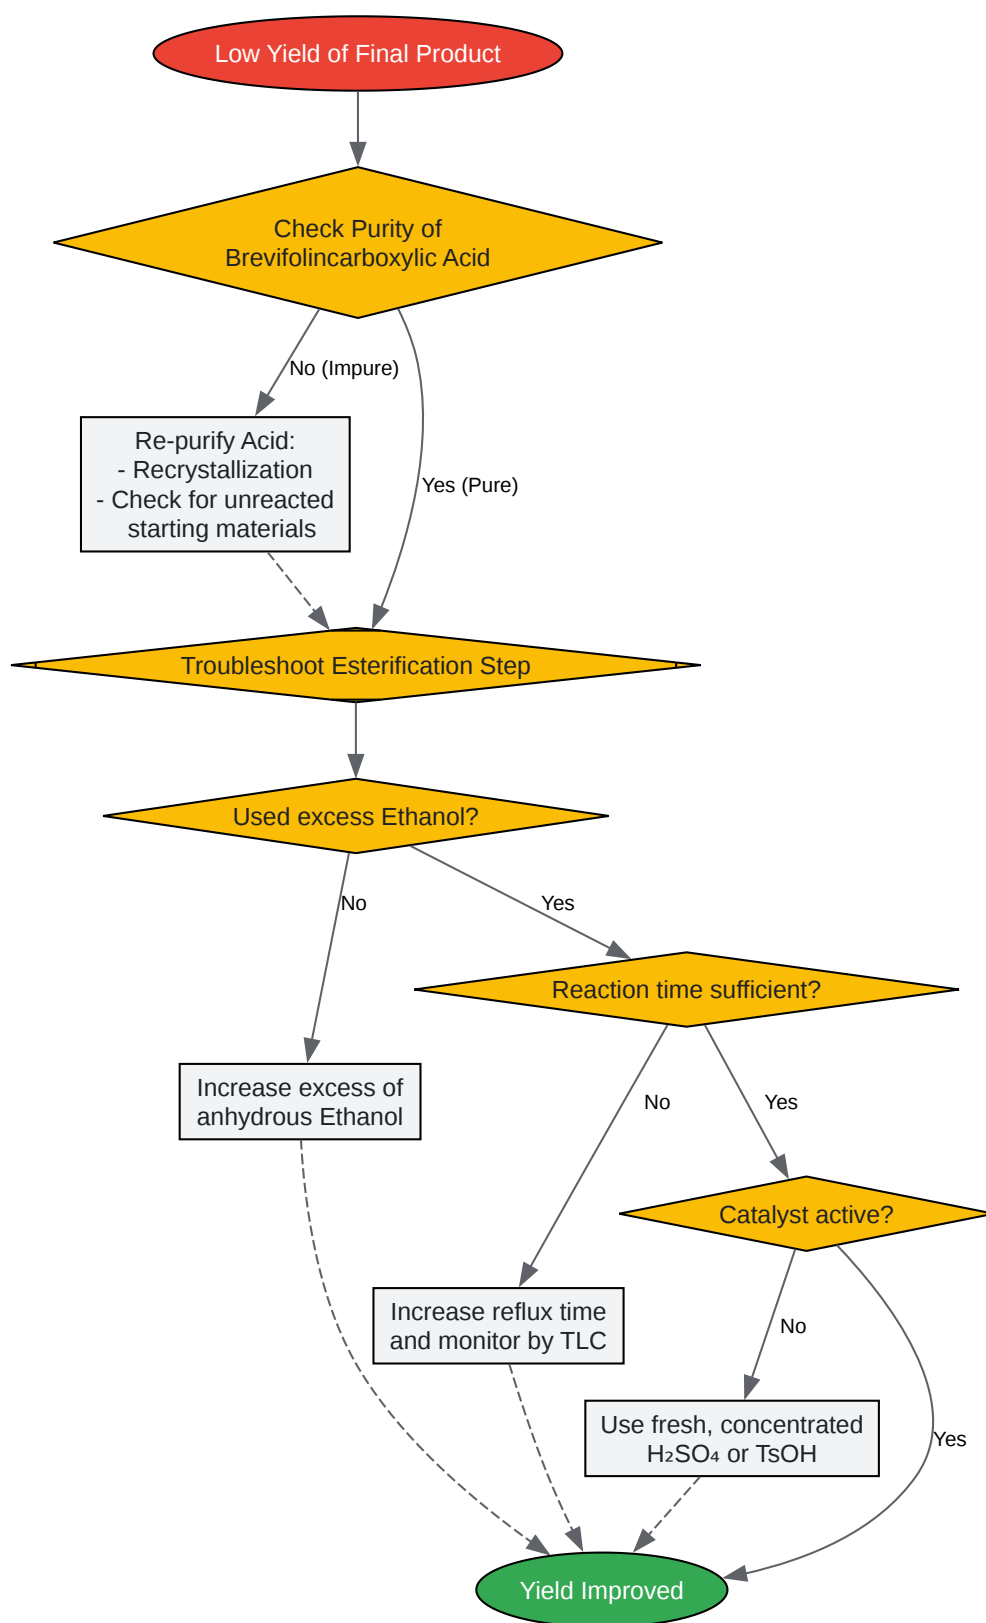 Low Yield of Final Product
Check Purity of
Brevifolincarboxylic Acid
No (Impure)
Re-purify Acid:
- Recrystallization
- Check for unreacted
starting materials
Yes (Pure)
Troubleshoot Esterification Step
Used excess Ethanol?
No
Yes
Reaction time sufficient?
Increase excess of
anhydrous Ethanol
No
Yes
Catalyst active?
Increase reflux time
and monitor by TLC
No
Use fresh, concentrated
H₂SO₄ or TsOH
Yes
Yield Improved